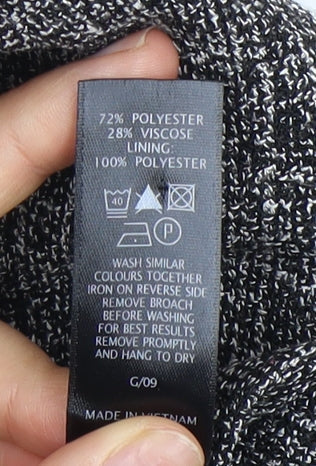 72% POLYESTER
28% VISCOSE
LINING:
100% POLYESTER
40
P
WASH SIMILAR
COLOURS TOGETHER
IRON ON REVERSE SIDE
REMOVE BROACH
BEFORE WASHING
FOR BEST RESULTS
REMOVE PROMPTLY
AND HANG TO DRY
G/09
MADE IN VIETNAM